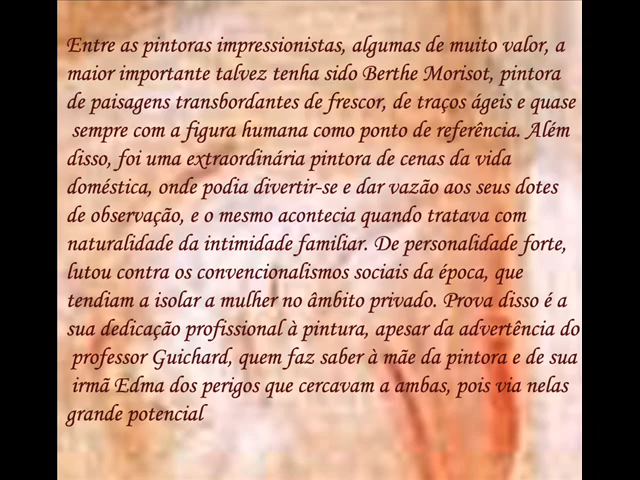 Entre as pintoras impressionistas, algumas de muito valor, a
maior importante talvez tenha sido Berthe Morisot, pintora
de paisagens transbordantes de frescor, de traços ágeis e quase
sempre com a figura humana como ponto de referência. Além
disso, foi uma extraordinária pintora de cenas da vida
doméstica, onde podia divertir-se e dar vazão aos seus dotes
de observação, e o mesmo acontecia quando tratava com
naturalidade da intimidade familiar. De personalidade forte,
lutou contra os convencionalismos sociais da época, que
tendiam a isolar a mulher no âmbito privado. Prova disso é a
sua dedicação profissional à pintura, apesar da advertência do
professor Guichard, quem faz saber à mãe da pintora e de sua
irmã Edma dos perigos que cercavam a ambas, pois via nelas
grande potencial